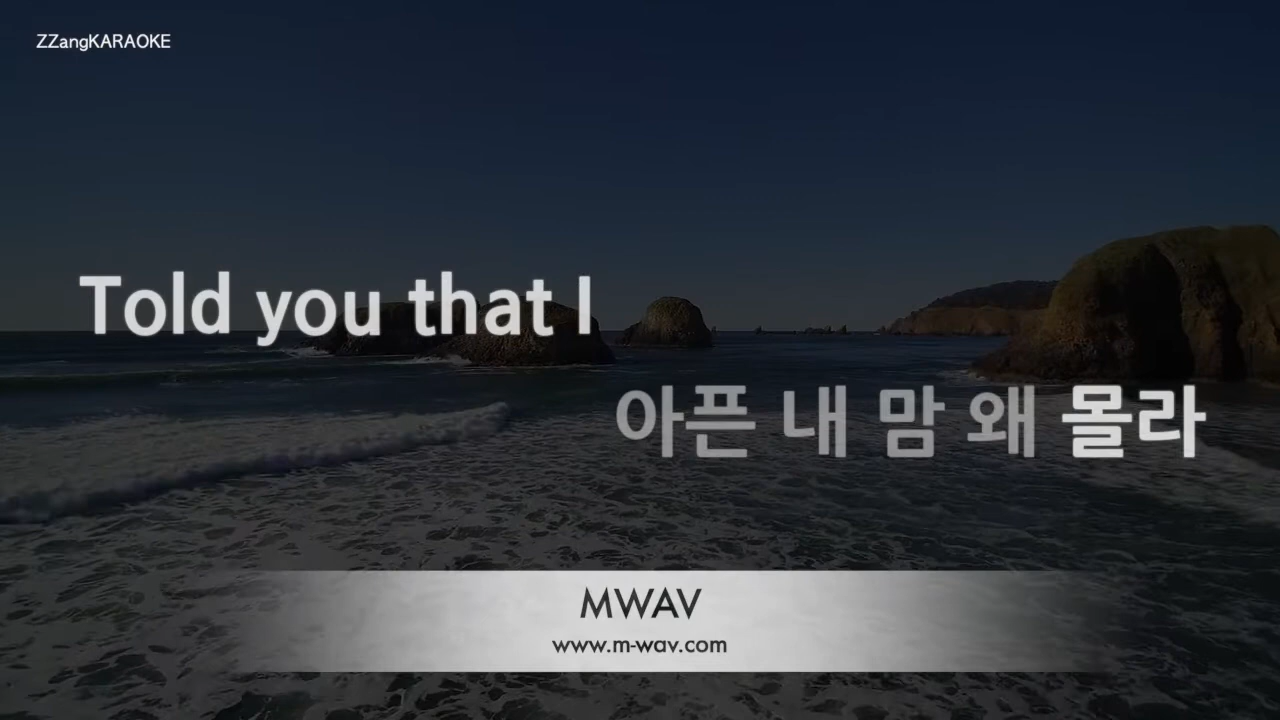 ZZangKARAOKE
Told you that I
아픈 내 맘 왜 몰라
MWAV
www.m-wav.com